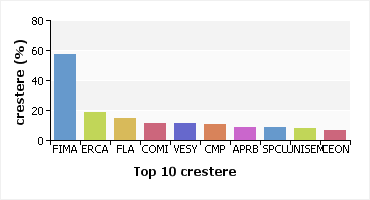 80
60
40
20
0
crestere (%)
FIMA ERCA FLA COMI VESY CMP APRB SPCU UNISEM CEON
Top 10 crestere